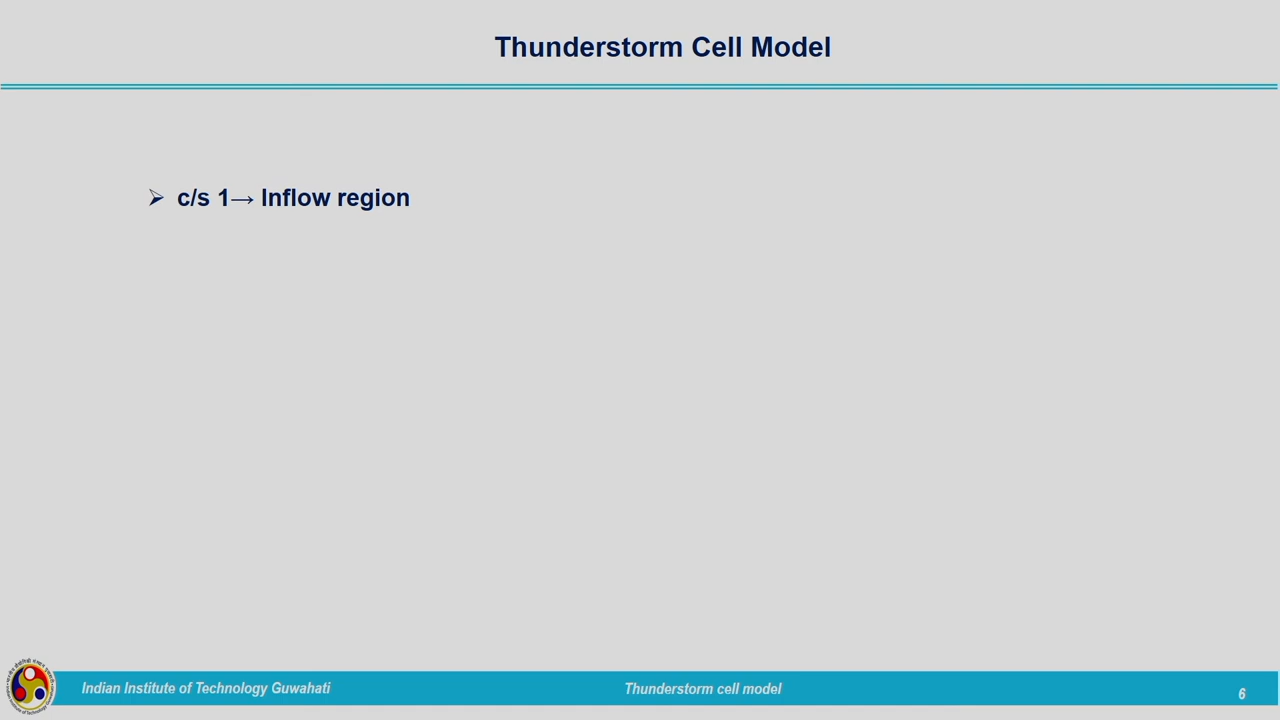 Thunderstorm Cell Model
➢ c/s 1→ Inflow region
Indian Institute of Technology Guwahati
Thunderstorm cell model
6